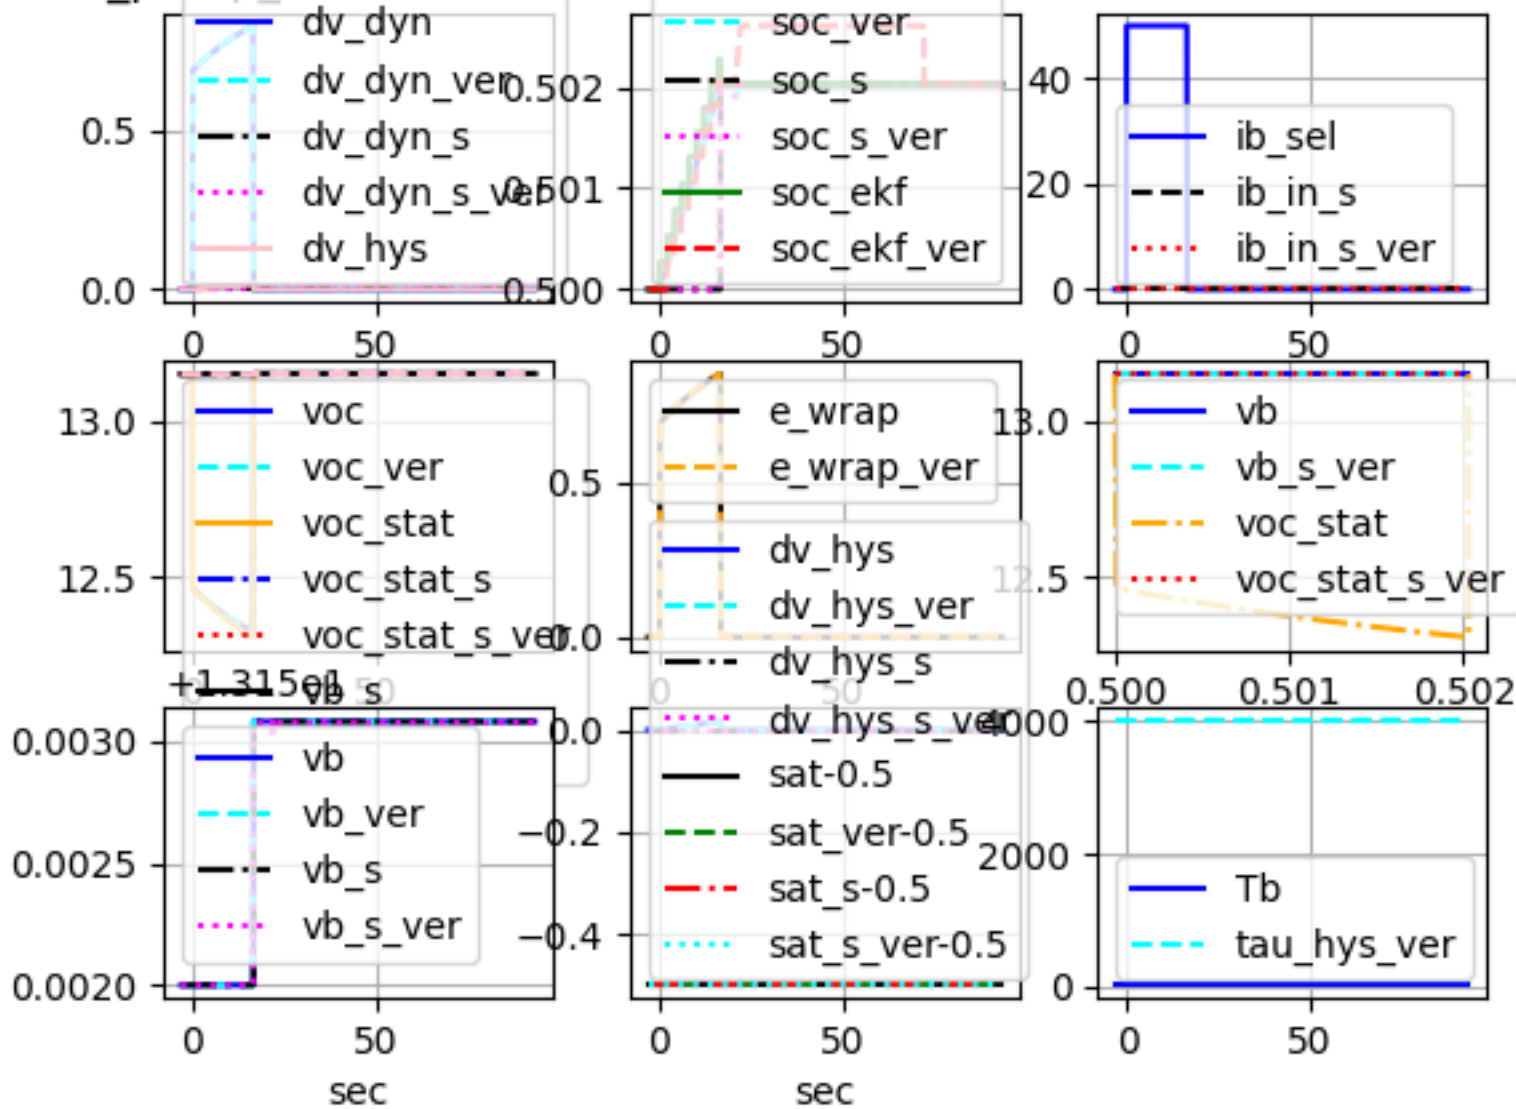 dv_dyn
dv_dyn_ver
dv_dyn_s
dv_dyn_s_ver
dv_hys
0.5
0.0
0
50
soc_ver
soc_s
soc_s_ver
soc_ekf
soc_ekf_ver
0.502
0.501
0.500
0
50
ib_sel
ib_in_s
ib_in_s_ver
40
20
0
0
50
voc
voc_ver
voc_stat
voc_stat_s
voc_stat_s_ver
vb_s
13.0
12.5
0
50
e_wrap
e_wrap_ver
0.5
0.0
0
50
vb
vb_s_ver
voc_stat
voc_stat_s_ver
13.0
12.5
0.500
0.501
0.502
+1.315e1
vb
vb_ver
vb_s
vb_s_ver
0.0030
0.0025
0.0020
0
50
sec
dv_hys
dv_hys_ver
dv_hys_s
dv_hys_s_ver
sat-0.5
sat_ver-0.5
sat_s-0.5
sat_s_ver-0.5
0.0
−0.2
−0.4
0
50
sec
Tb
tau_hys_ver
4000
2000
0
0
50